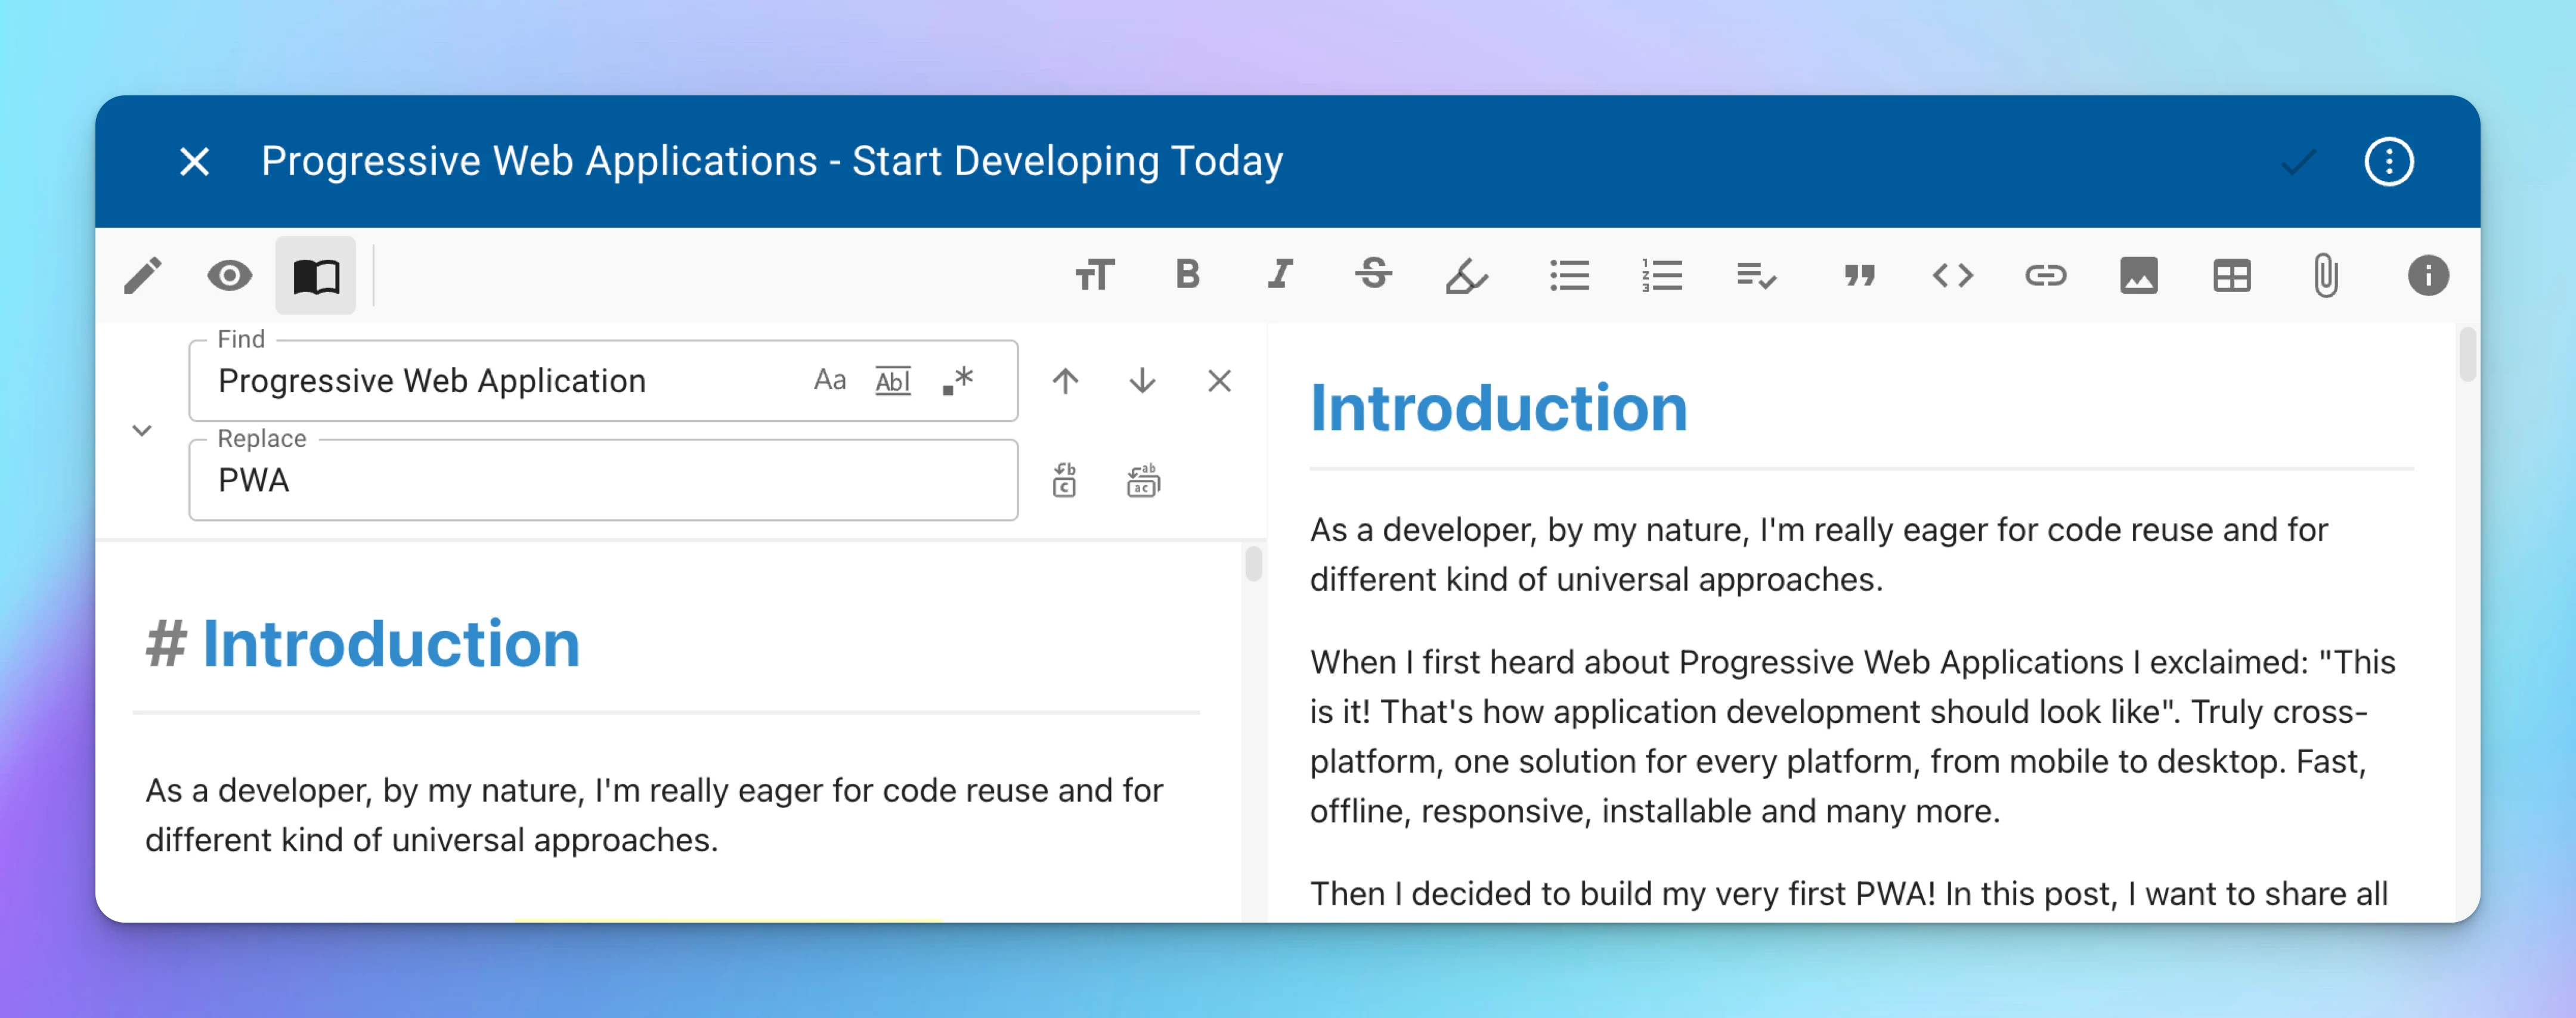 Progressive Web Applications - Start Developing Today
Find
Progressive Web Application
Aa
Abl
.*
Replace
PWA
# Introduction
As a developer, by my nature, I'm really eager for code reuse and for
different kind of universal approaches.
Introduction
As a developer, by my nature, I'm really eager for code reuse and for
different kind of universal approaches.
When I first heard about Progressive Web Applications I exclaimed: "This
is it! That's how application development should look like". Truly cross-
platform, one solution for every platform, from mobile to desktop. Fast,
offline, responsive, installable and many more.
Then I decided to build my very first PWA! In this post, I want to share all